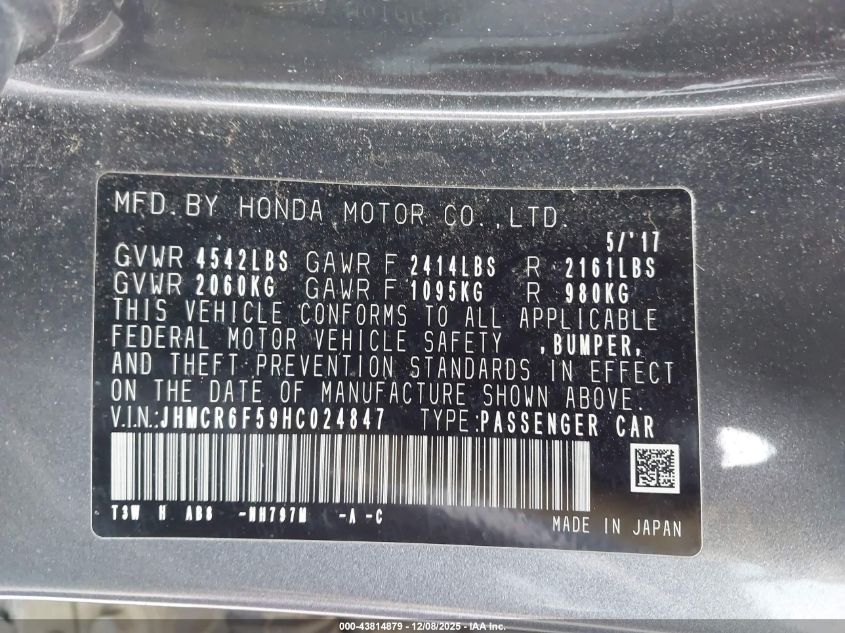 MFD. BY HONDA MOTOR CO., LTD.
5/'17
GVWR 4542LBS GAWR F 2414LBS R 2161LBS
GVWR 2060KG GAWR F 1095KG R 980KG
THIS VEHICLE CONFORMS TO ALL APPLICABLE
FEDERAL MOTOR VEHICLE SAFETY ,BUMPER,
AND THEFT PREVENTION STANDARDS IN EFFECT
ON THE DATE OF MANUFACTURE SHOWN ABOVE.
V.I.N.:JHMCR6F59HC024847 TYPE:PASSENGER CAR
T3W H ABS -NH797M -A -C
MADE IN JAPAN
000-43814879 - 12/08/2025 - IAA Inc.